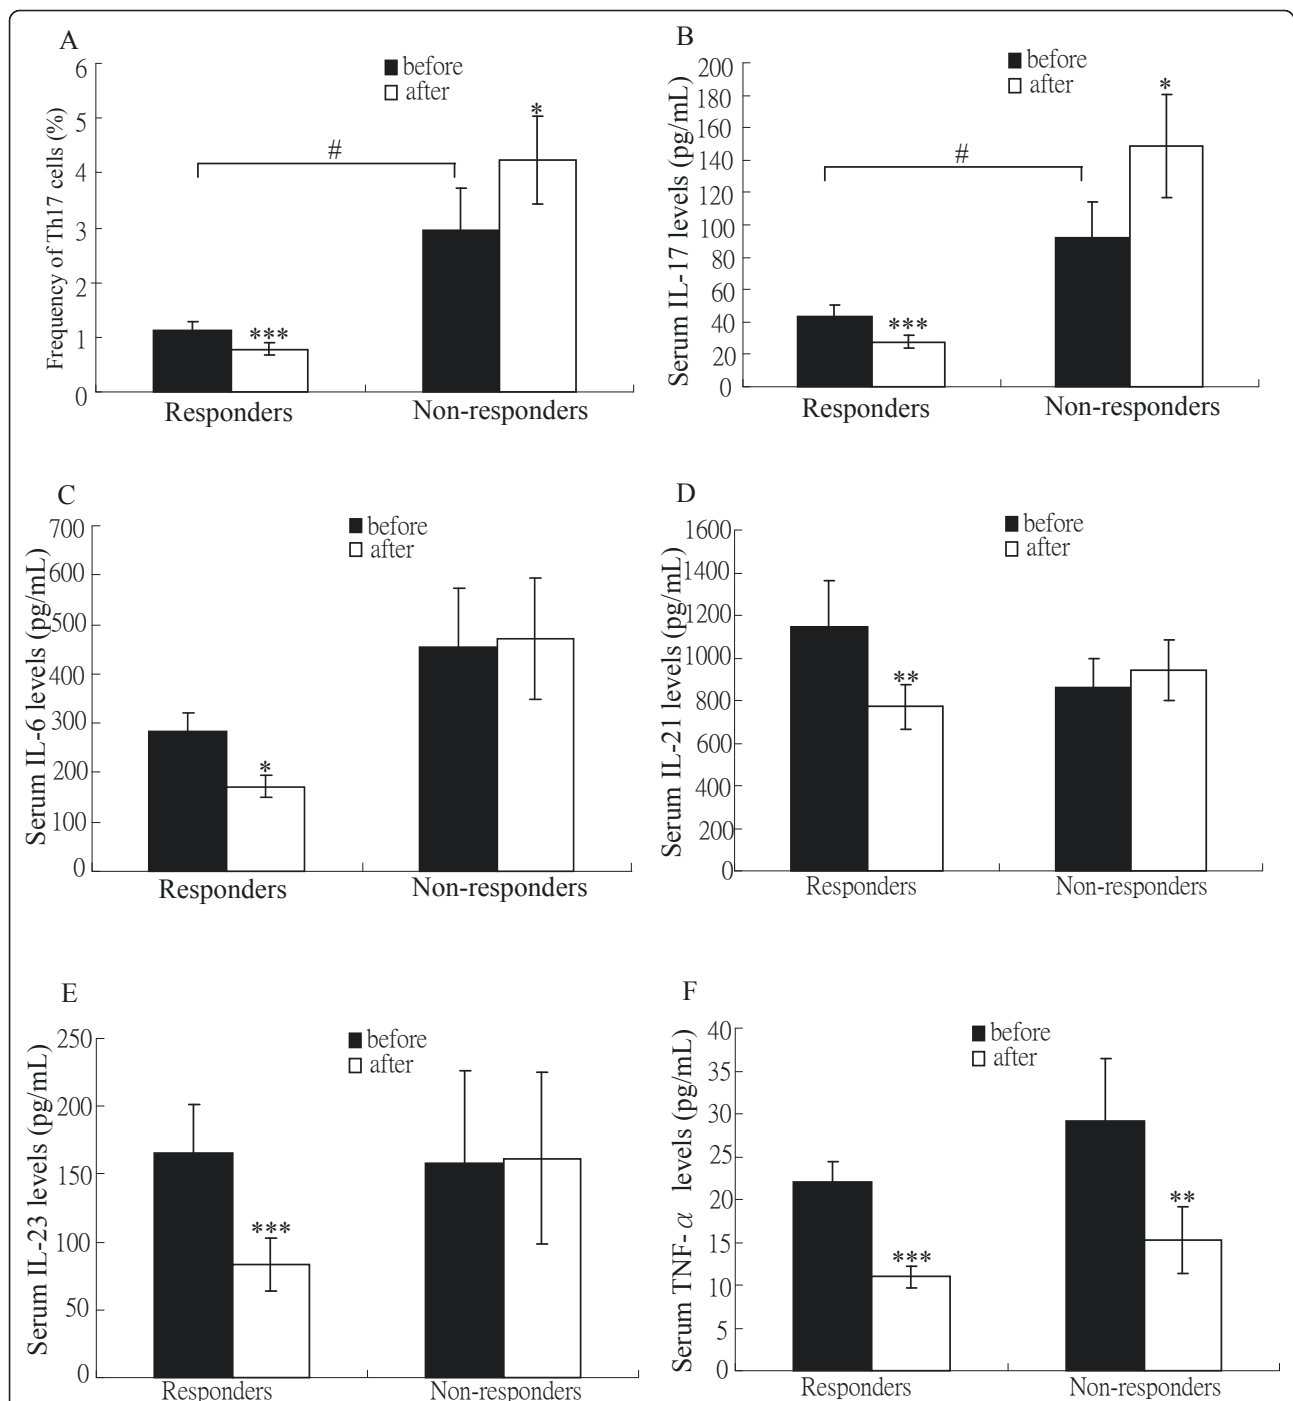 A
Frequency of Th17 cells (%)
6
5
4
3
2
1
0
before
after
#
*
***
Responders
Non-responders
B
Serum IL-17 levels (pg/mL)
200
180
160
140
120
100
80
60
40
20
0
before
after
#
*
***
Responders
Non-responders
C
Serum IL-6 levels (pg/mL)
700
600
500
400
300
200
100
0
before
after
*
Responders
Non-responders
D
Serum IL-21 levels (pg/mL)
1600
1400
1200
1000
800
600
400
200
0
before
after
**
Responders
Non-responders
E
Serum IL-23 levels (pg/mL)
250
200
150
100
50
0
before
after
***
Responders
Non-responders
F
Serum TNF-α levels (pg/mL)
40
35
30
25
20
15
10
5
0
before
after
***
**
Responders
Non-responders